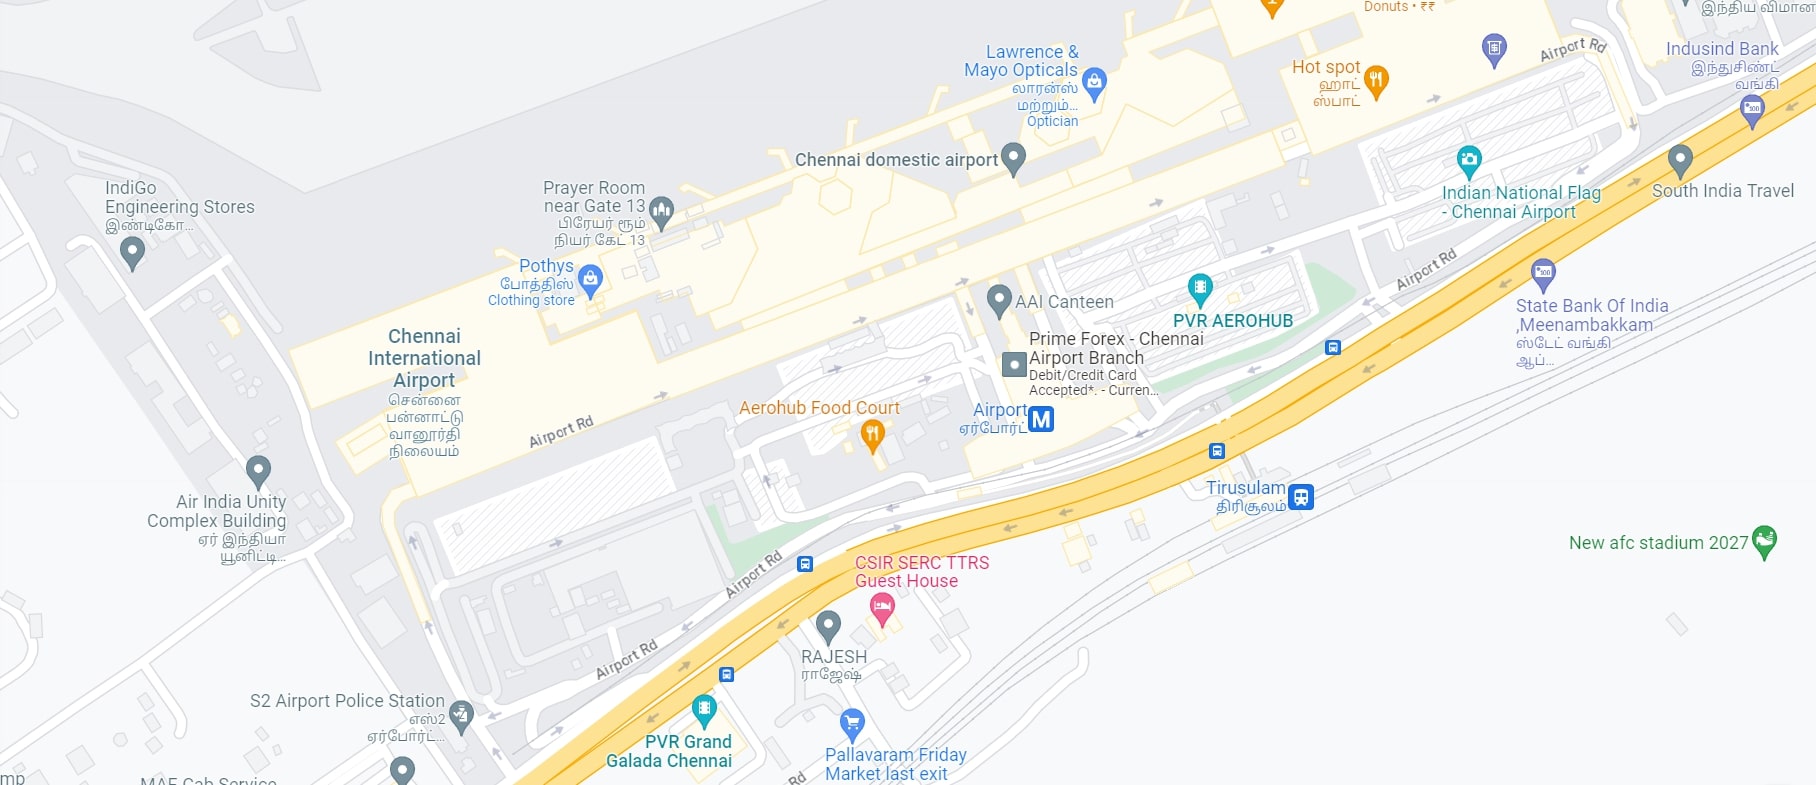 Donuts • ₹₹
Airport Rd
Indusind Bank
இந்துசிண்ட்
வங்கி
Lawrence &
Mayo Opticals
லாரன்ஸ்
மற்றும்...
Optician
Hot spot
ஹாட்
ஸ்பாட்
Chennai domestic airport
South India Travel
Indian National Flag
- Chennai Airport
IndiGo
Engineering Stores
இண்டிகோ...
Prayer Room
near Gate 13
பிரேயர் ரூம்
நியர் கேட் 13
Pothys
போத்திஸ்
Clothing store
Airport Rd
State Bank Of India
,Meenambakkam
ஸ்டேட் வங்கி
ஆப்...
AAI Canteen
PVR AEROHUB
Prime Forex - Chennai
Airport Branch
Debit/Credit Card
Accepted*. - Curren...
Chennai
International
Airport
சென்னை
பன்னாட்டு
வானூர்தி
நிலையம்
Aerohub Food Court
Airport
ஏர்போர்ட்
M
Airport Rd
Air India Unity
Complex Building
ஏர் இந்தியா
யூனிட்டி...
Tirusulam
திரிசூலம்
New afc stadium 2027
CSIR SERC TTRS
Guest House
Airport Rd
RAJESH
ராஜேஷ்
Airport Rd
S2 Airport Police Station
எஸ்2
ஏர்போர்ட்...
PVR Grand
Galada Chennai
Pallavaram Friday
Market last exit
MAF Cab Service
Rd